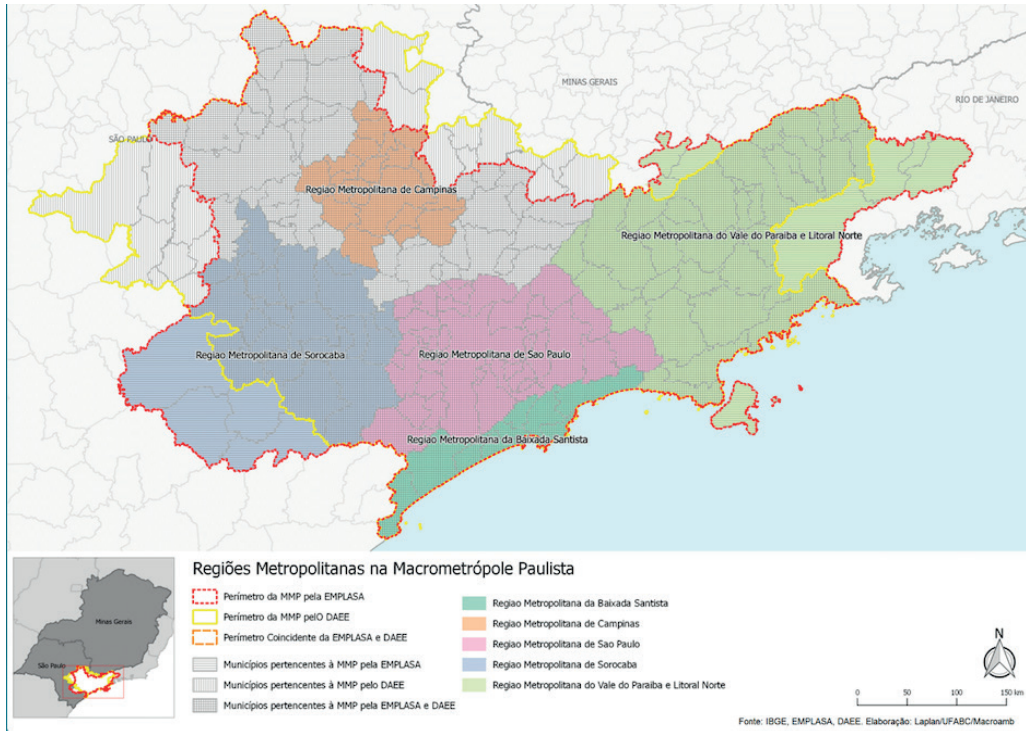 MINAS GERAIS
RIO DE JANEIRO
SÃO PAULO
Regiao Metropolitana de Campinas
Regiao Metropolitana do Vale do Paraiba e Litoral Norte
Regiao Metropolitana de Sorocaba
Regiao Metropolitana de Sao Paulo
Regiao Metropolitana da Baixada Santista
Regiões Metropolitanas na Macrometrópole Paulista
Perímetro da MMP pela EMPLASA
Perímetro da MMP pelO DAEE
Perímetro Coincidente da EMPLASA e DAEE
Municípios pertencentes à MMP pela EMPLASA
Municípios pertencentes à MMP pelo DAEE
Municípios pertencentes à MMP pela EMPLASA e DAEE
Regiao Metropolitana da Baixada Santista
Regiao Metropolitana de Campinas
Regiao Metropolitana de Sao Paulo
Regiao Metropolitana de Sorocaba
Regiao Metropolitana do Vale do Paraiba e Litoral Norte
Minas Gerais
São Paulo
N
0 50 100 150 km
Fonte: IBGE, EMPLASA, DAEE. Elaboração: Laplan/UFABC/Macroamb